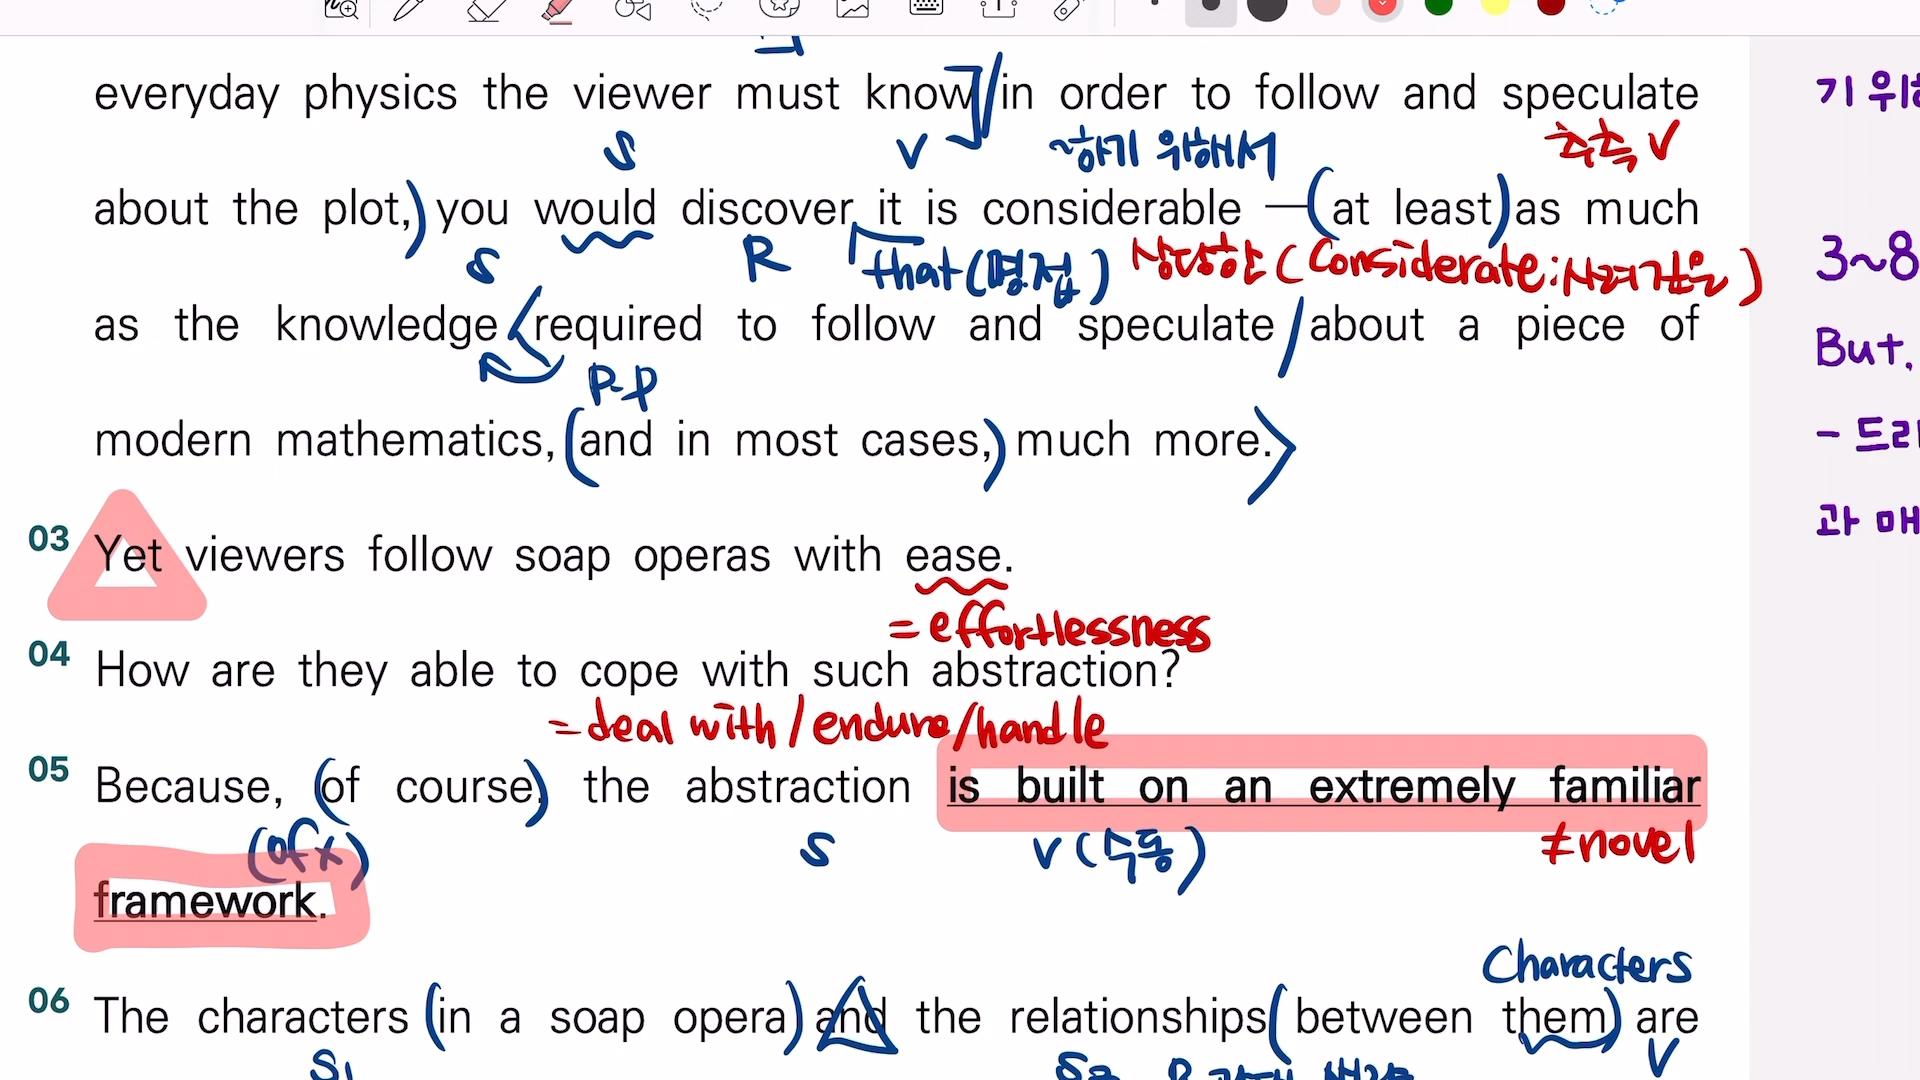 everyday physics the viewer must know in order to follow and speculate
S V ~하기 위해서 추측 V
about the plot, you would discover it is considerable — at least as much
S R that(명.접) 상당한 (Considerate:사려깊은)
as the knowledge required to follow and speculate about a piece of
P.P
modern mathematics, and in most cases, much more.
03 Yet viewers follow soap operas with ease.
= effortlessness
04 How are they able to cope with such abstraction?
= deal with / endure / handle
05 Because, of course, the abstraction is built on an extremely familiar
(of x) S V (수동) ≠ novel
framework.
Characters
06 The characters (in a soap opera) and the relationships (between them) are
S1 V
기 위해
3~8
But,
- 드라
과 매